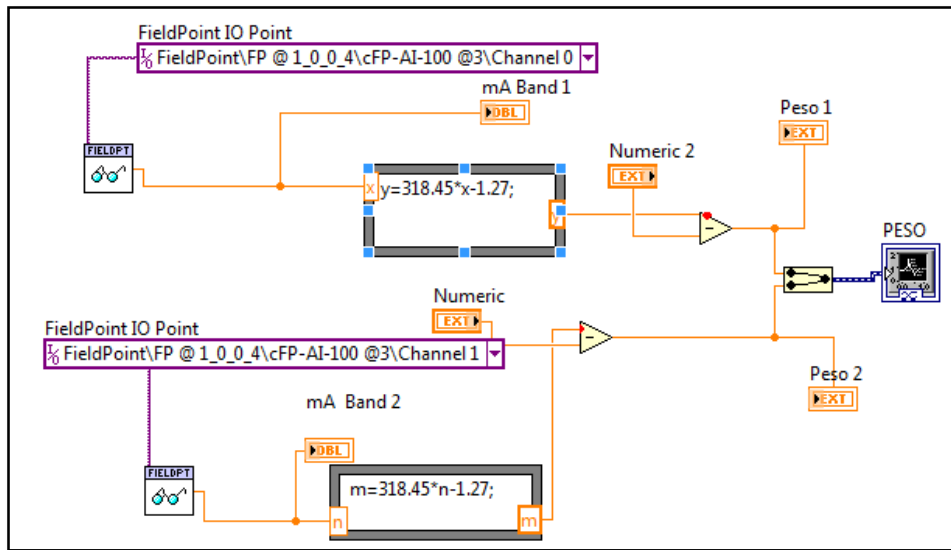 FieldPoint IO Point
I/O FieldPoint\FP @ 1_0_0_4\cFP-AI-100 @3\Channel 0
mA Band 1
DBL
Peso 1
EXT
FIELDPT
Numeric 2
EXT
x
y=318.45*x-1.27;
y
PESO
Numeric
EXT
FieldPoint IO Point
I/O FieldPoint\FP @ 1_0_0_4\cFP-AI-100 @3\Channel 1
Peso 2
EXT
mA Band 2
DBL
FIELDPT
m=318.45*n-1.27;
n
m